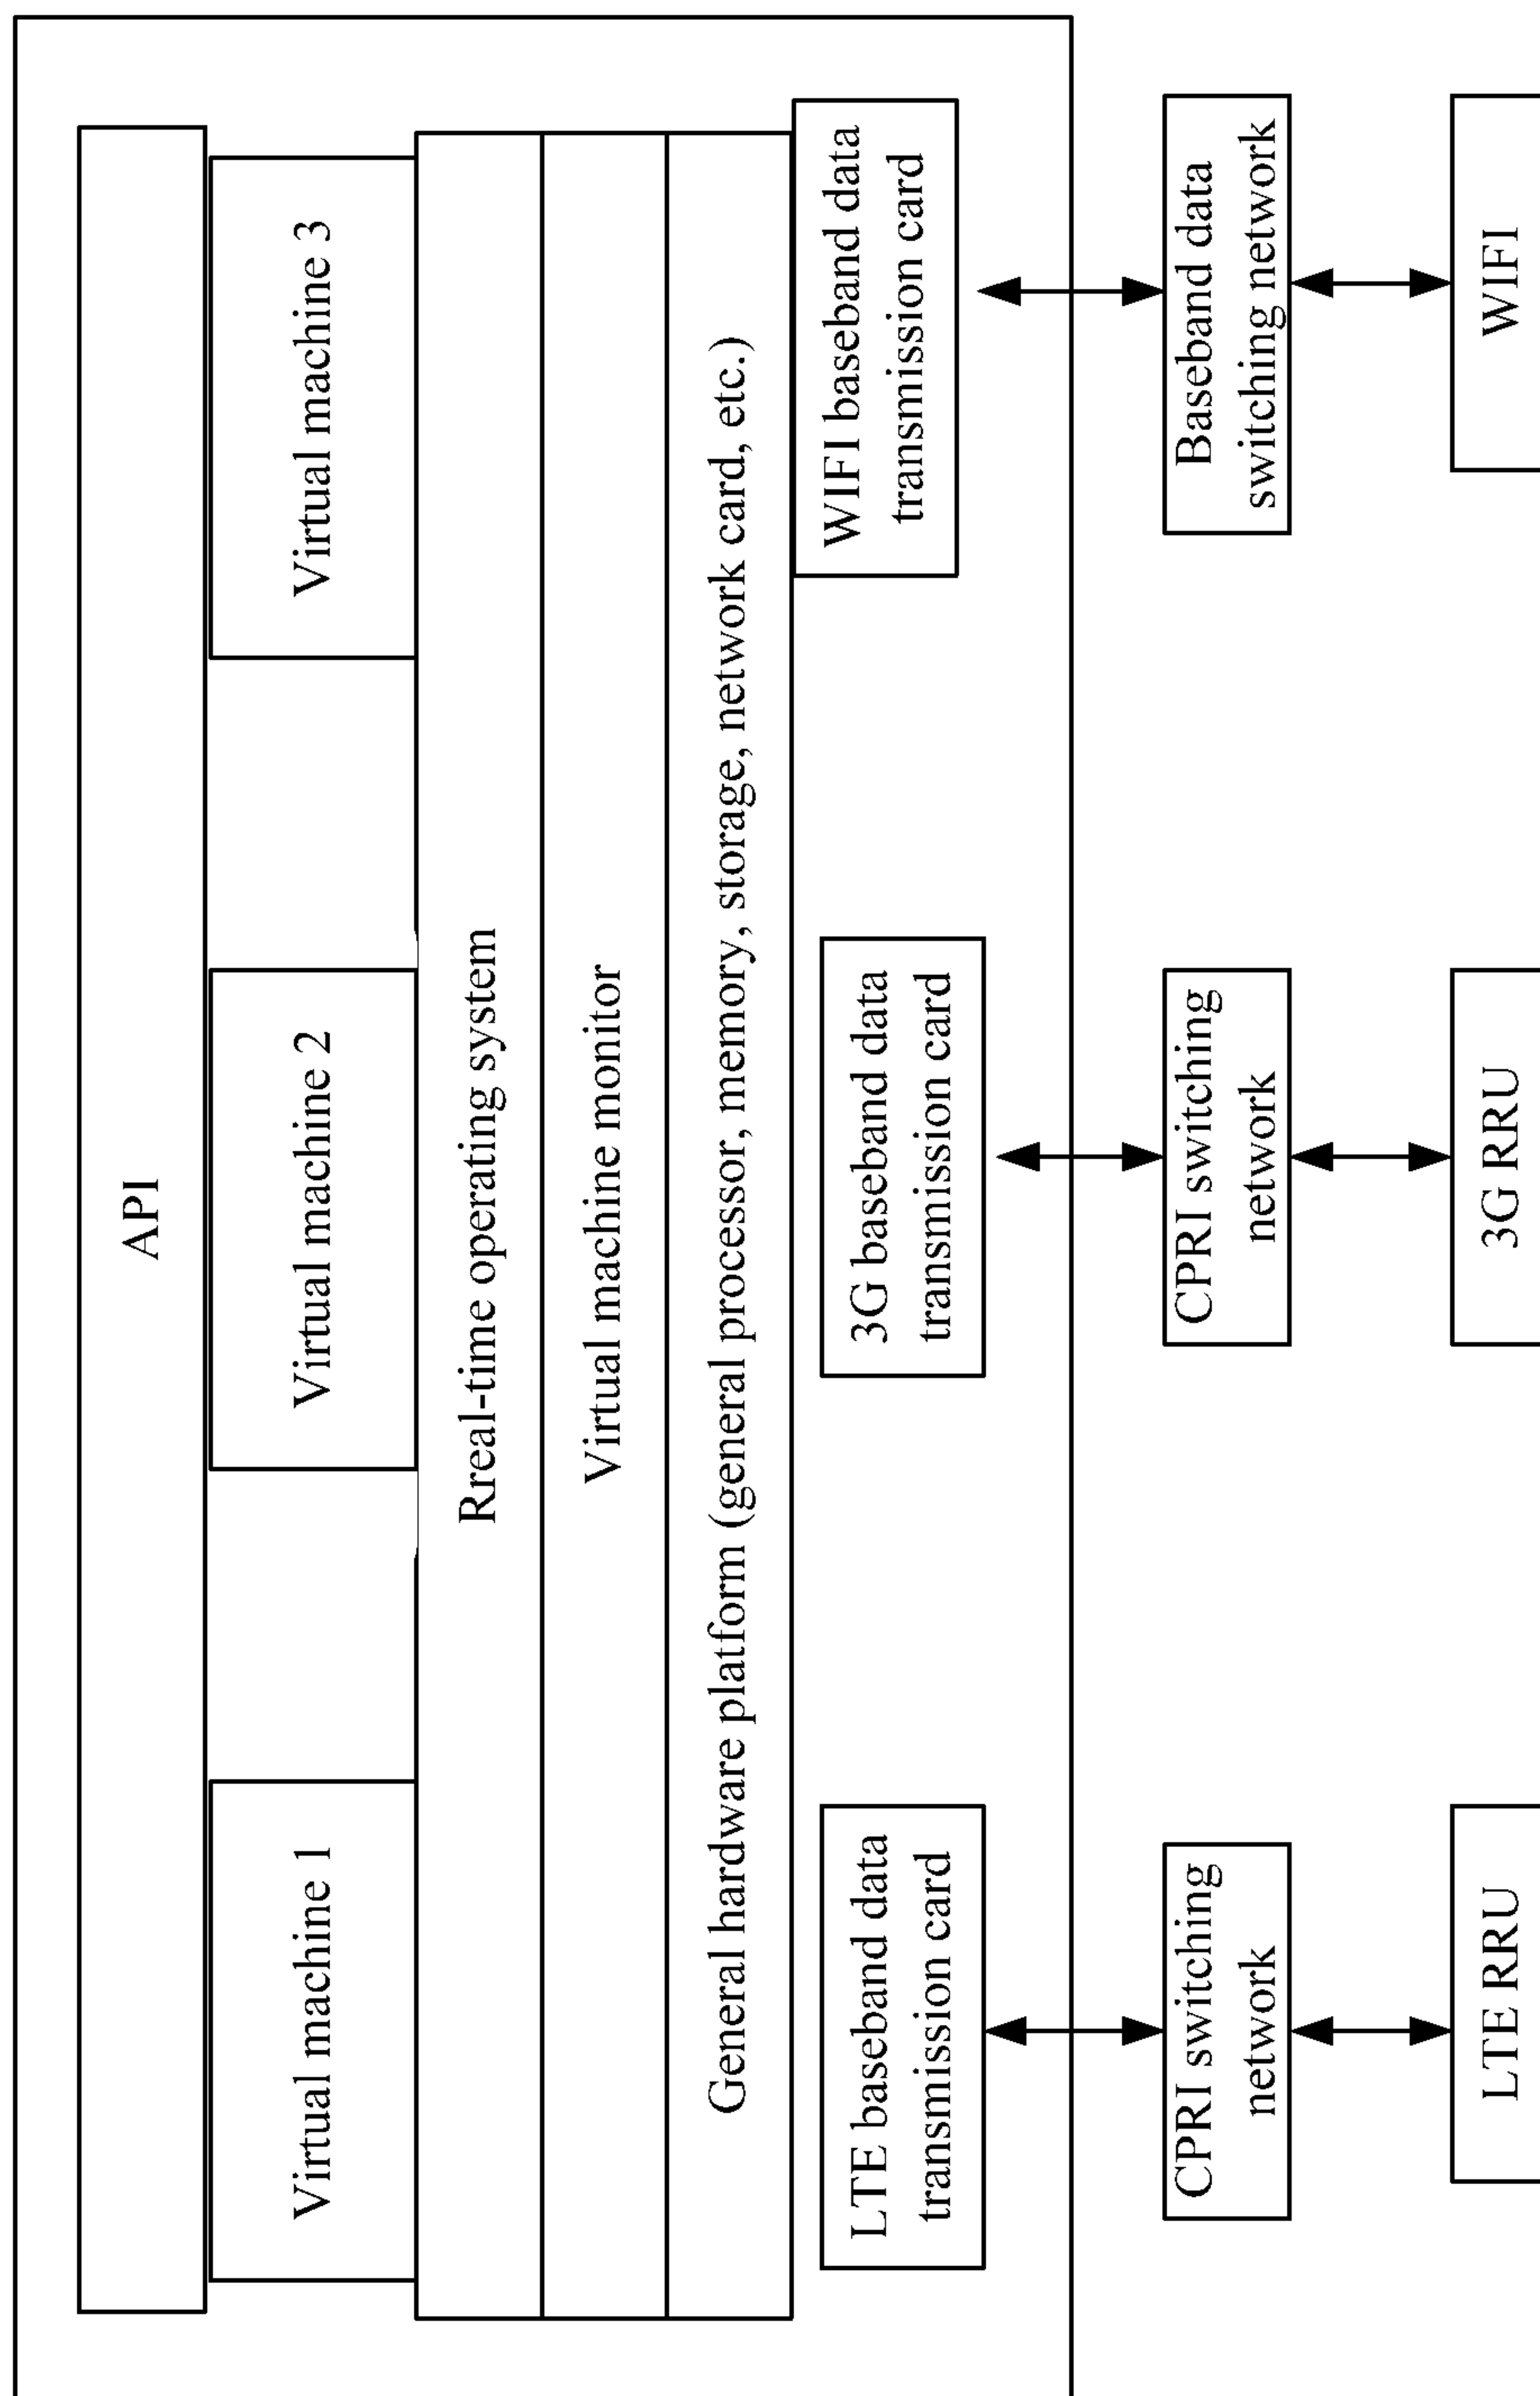 API
Virtual machine 1
Virtual machine 2
Virtual machine 3
Rreal-time operating system
Virtual machine monitor
General hardware platform (general processor, memory, storage, network card, etc.)
LTE baseband data
transmission card
3G baseband data
transmission card
WIFI baseband data
transmission card
CPRI switching
network
CPRI switching
network
Baseband data
switching network
LTE RRU
3G RRU
WIFI